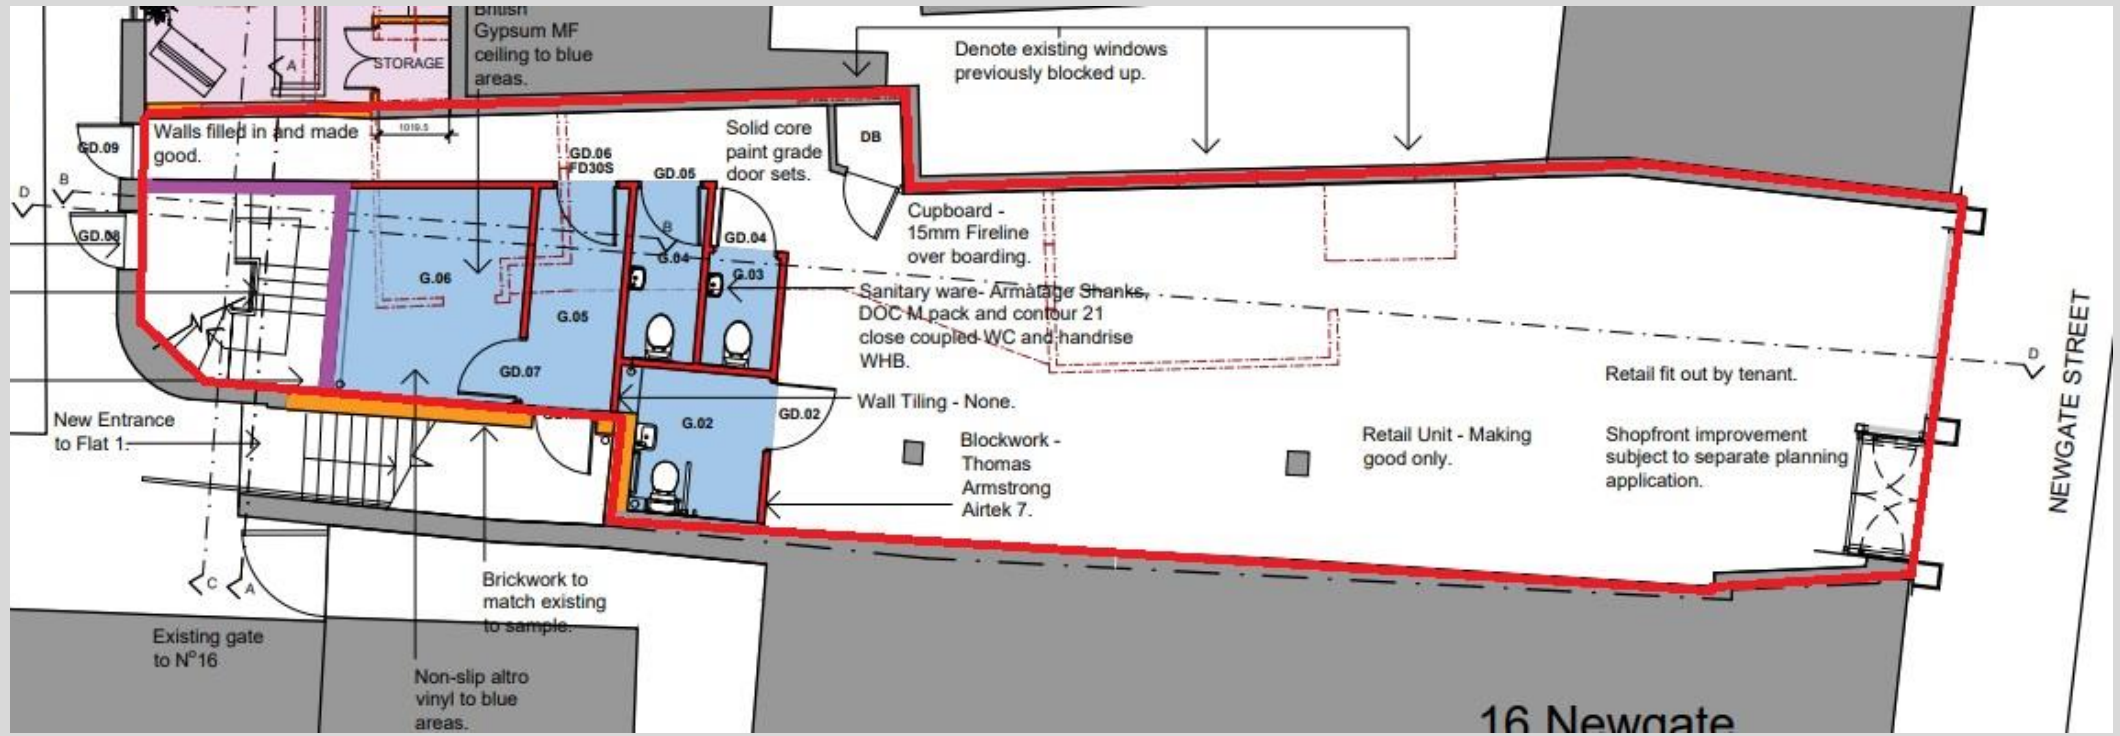 British
Gypsum MF
ceiling to blue
areas.
STORAGE
A
Denote existing windows
previously blocked up.
Walls filled in and made
good.
1019.5
GD.09
D
B
GD.08
GD.06
FD30S
GD.05
Solid core
paint grade
door sets.
DB
GD.04
B
G.04
G.03
G.06
G.05
Cupboard -
15mm Fireline
over boarding.
Sanitary ware- Armatage Shanks,
DOC M pack and contour 21
close coupled WC and handrise
WHB.
GD.07
Wall Tiling - None.
GD.02
G.02
New Entrance
to Flat 1.
Blockwork -
Thomas
Armstrong
Airtek 7.
Retail Unit - Making
good only.
Retail fit out by tenant.
Shopfront improvement
subject to separate planning
application.
D
NEWGATE STREET
C
A
Brickwork to
match existing
to sample.
Existing gate
to Nº16
Non-slip altro
vinyl to blue
areas.
16 Newgate